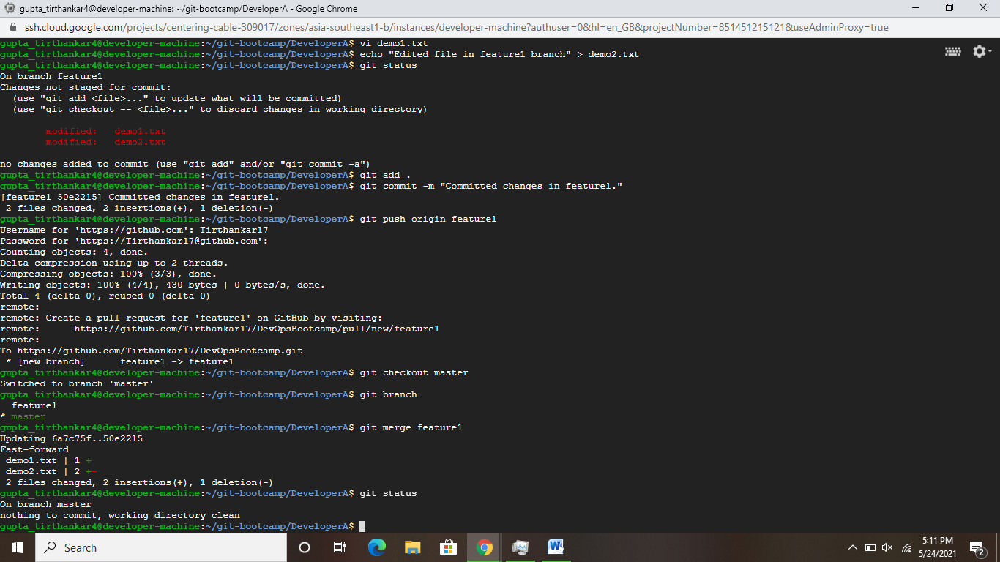 gupta_tirthankar4@developer-machine: ~/git-bootcamp/DeveloperA - Google Chrome
ssh.cloud.google.com/projects/centering-cable-309017/zones/asia-southeast1-b/instances/developer-machine?authuser=0&hl=en_GB&projectNumber=851451215121&useAdminProxy=true
gupta_tirthankar4@developer-machine:~/git-bootcamp/DeveloperA$ vi demo1.txt
gupta_tirthankar4@developer-machine:~/git-bootcamp/DeveloperA$ echo "Edited file in feature1 branch" > demo2.txt
gupta_tirthankar4@developer-machine:~/git-bootcamp/DeveloperA$ git status
On branch feature1
Changes not staged for commit:
  (use "git add <file>..." to update what will be committed)
  (use "git checkout -- <file>..." to discard changes in working directory)
        modified:   demo1.txt
        modified:   demo2.txt
no changes added to commit (use "git add" and/or "git commit -a")
gupta_tirthankar4@developer-machine:~/git-bootcamp/DeveloperA$ git add .
gupta_tirthankar4@developer-machine:~/git-bootcamp/DeveloperA$ git commit -m "Committed changes in feature1."
[feature1 50e2215] Committed changes in feature1.
 2 files changed, 2 insertions(+), 1 deletion(-)
gupta_tirthankar4@developer-machine:~/git-bootcamp/DeveloperA$ git push origin feature1
Username for 'https://github.com': Tirthankar17
Password for 'https://Tirthankar17@github.com':
Counting objects: 4, done.
Delta compression using up to 2 threads.
Compressing objects: 100% (3/3), done.
Writing objects: 100% (4/4), 430 bytes | 0 bytes/s, done.
Total 4 (delta 0), reused 0 (delta 0)
remote:
remote: Create a pull request for 'feature1' on GitHub by visiting:
remote:      https://github.com/Tirthankar17/DevOpsBootcamp/pull/new/feature1
remote:
To https://github.com/Tirthankar17/DevOpsBootcamp.git
 * [new branch]      feature1 -> feature1
gupta_tirthankar4@developer-machine:~/git-bootcamp/DeveloperA$ git checkout master
Switched to branch 'master'
gupta_tirthankar4@developer-machine:~/git-bootcamp/DeveloperA$ git branch
  feature1
* master
gupta_tirthankar4@developer-machine:~/git-bootcamp/DeveloperA$ git merge feature1
Updating 6a7c75f..50e2215
Fast-forward
 demo1.txt | 1 +
 demo2.txt | 2 +-
 2 files changed, 2 insertions(+), 1 deletion(-)
gupta_tirthankar4@developer-machine:~/git-bootcamp/DeveloperA$ git status
On branch master
nothing to commit, working directory clean
gupta_tirthankar4@developer-machine:~/git-bootcamp/DeveloperA$
Search
5:11 PM
5/24/2021
2